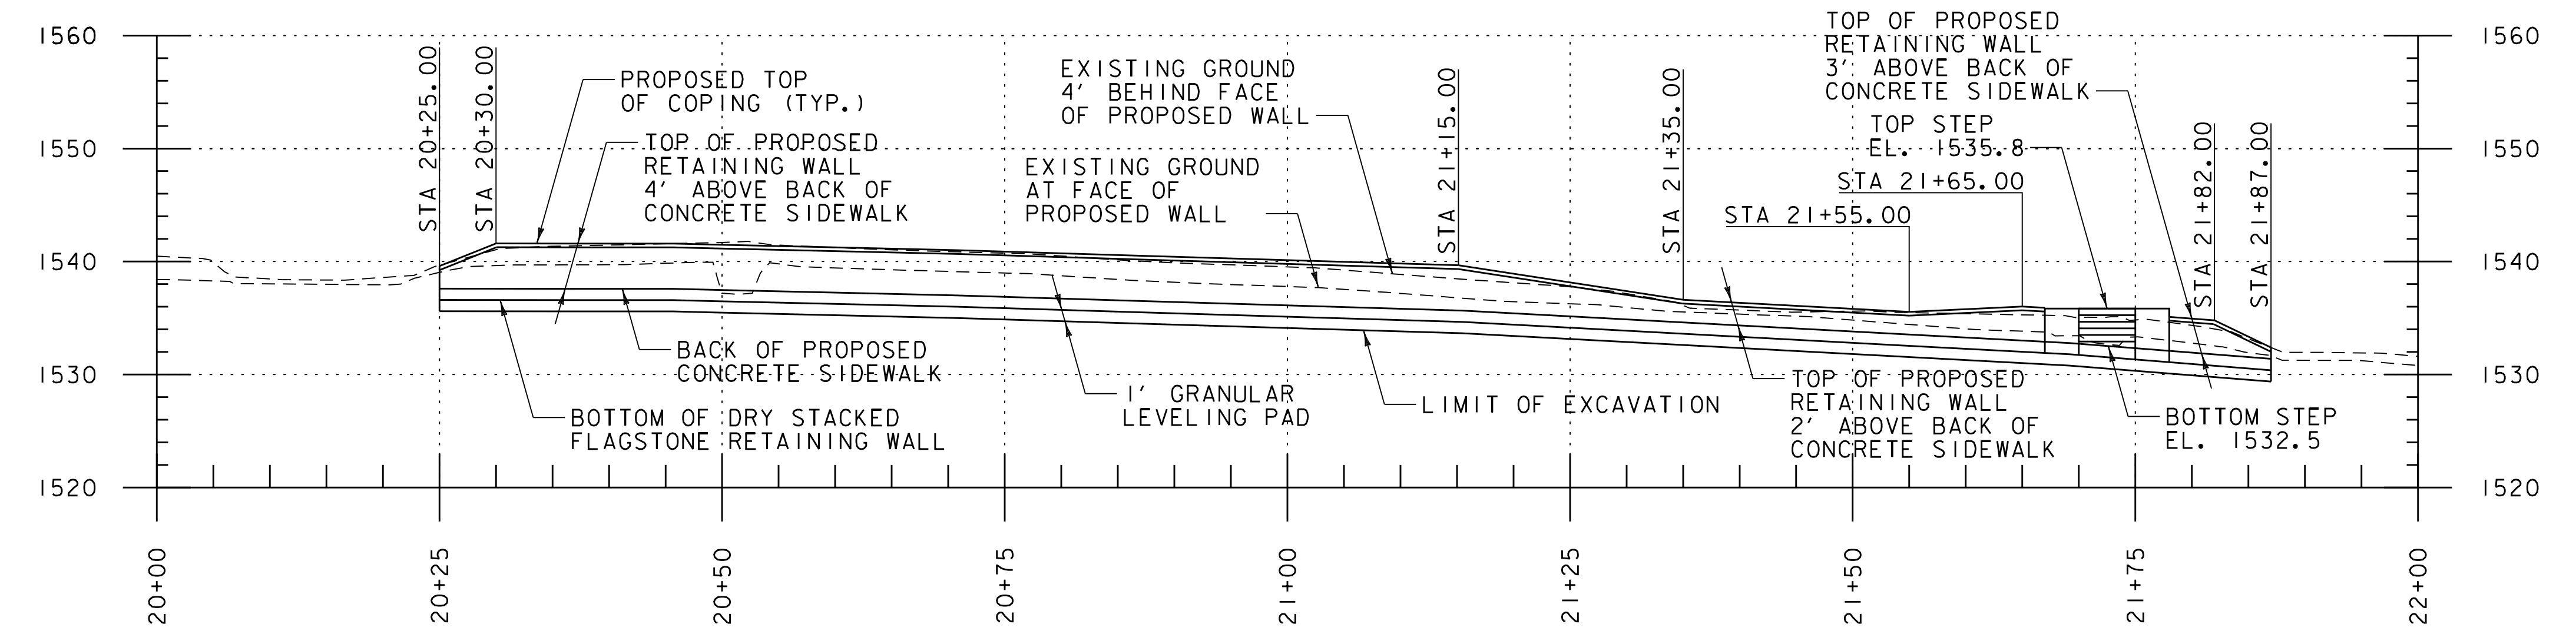 TOP OF PROPOSED
RETAINING WALL
3' ABOVE BACK OF
CONCRETE SIDEWALK
1560
1560
EXISTING GROUND
4' BEHIND FACE
OF PROPOSED WALL
PROPOSED TOP
OF COPING (TYP.)
STA 20+25.00
STA 20+30.00
STA 21+15.00
STA 21+35.00
TOP STEP
EL. 1535.8
STA 21+82.00
STA 21+87.00
1550
1550
TOP OF PROPOSED
RETAINING WALL
4' ABOVE BACK OF
CONCRETE SIDEWALK
EXISTING GROUND
AT FACE OF
PROPOSED WALL
STA 21+65.00
STA 21+55.00
1540
1540
BACK OF PROPOSED
CONCRETE SIDEWALK
1530
1530
TOP OF PROPOSED
RETAINING WALL
2' ABOVE BACK OF
CONCRETE SIDEWALK
1' GRANULAR
LEVELING PAD
LIMIT OF EXCAVATION
BOTTOM OF DRY STACKED
FLAGSTONE RETAINING WALL
BOTTOM STEP
EL. 1532.5
1520
1520
20+00
20+25
20+50
20+75
21+00
21+25
21+50
21+75
22+00